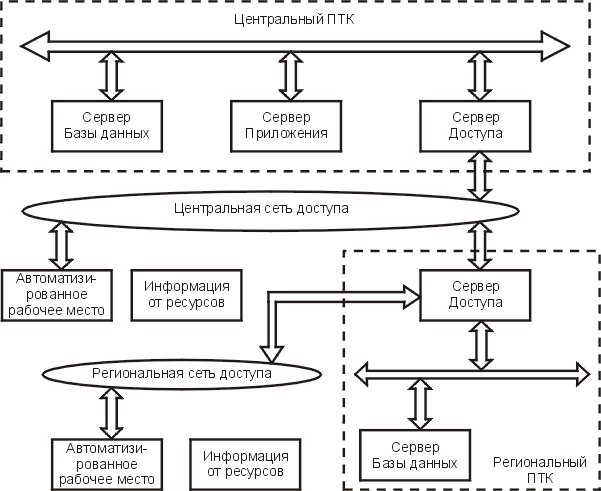 Центральный ПТК
Сервер
Базы данных
Сервер
Приложения
Сервер
Доступа
Центральная сеть доступа
Автоматизи-
рованное
рабочее место
Информация
от ресурсов
Сервер
Доступа
Региональная сеть доступа
Автоматизи-
рованное
рабочее место
Информация
от ресурсов
Сервер
Базы данных
Региональный
ПТК